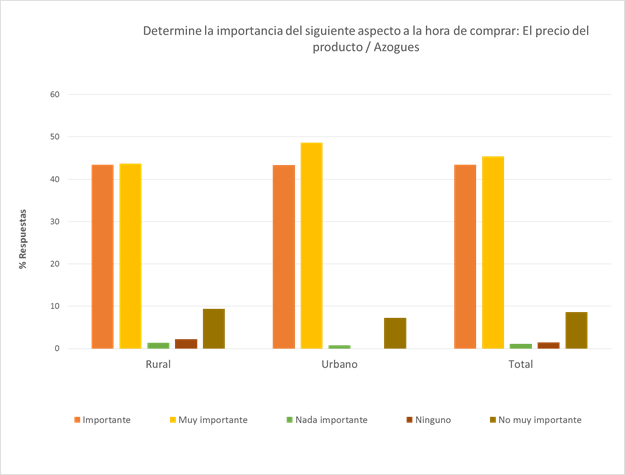 Determine la importancia del siguiente aspecto a la hora de comprar: El precio del
producto / Azogues
60
50
40
30
20
10
0
% Respuestas
Rural Urbano Total
Importante Muy importante Nada importante Ninguno No muy importante